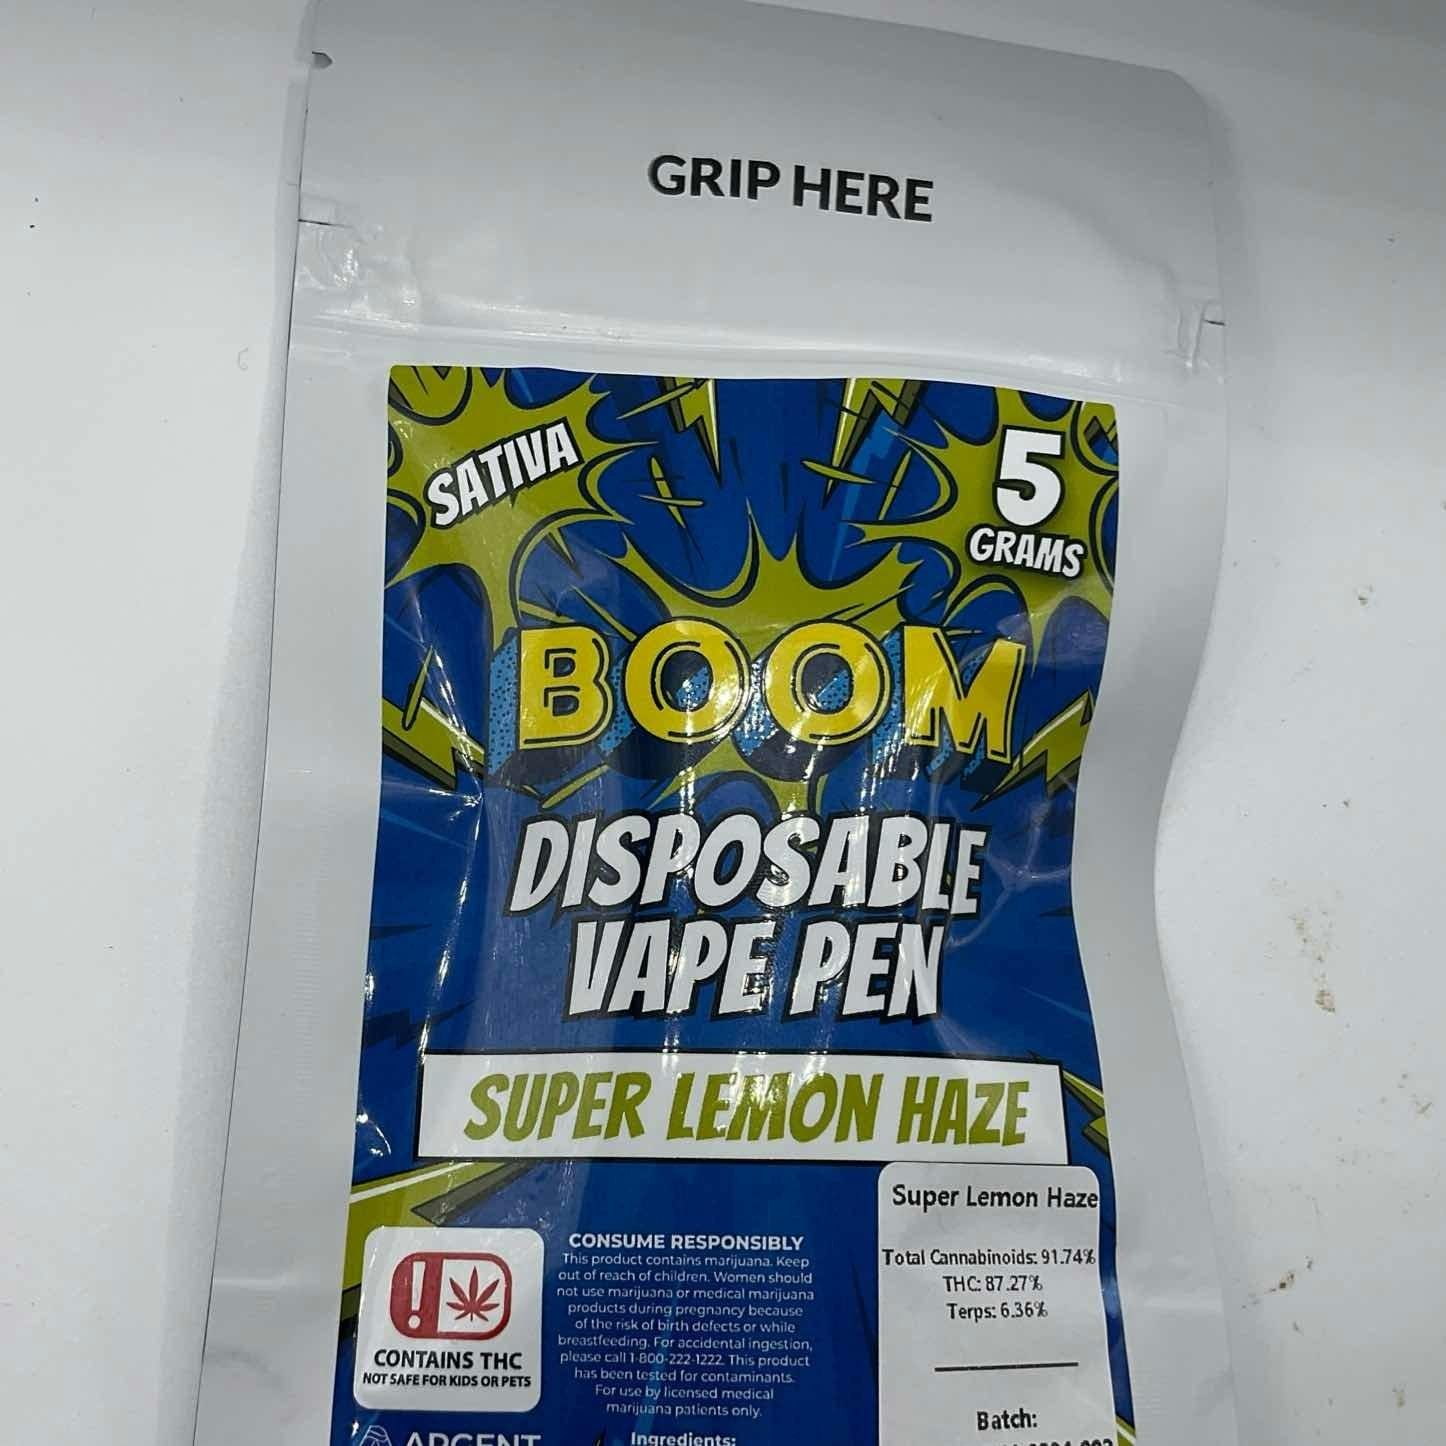 GRIP HERE
SATIVA
5
GRAMS
BOOM
DISPOSABLE
VAPE PEN
SUPER LEMON HAZE
Super Lemon Haze
Total Cannabinoids: 91.74%
THC: 87.27%
Terps: 6.36%
Batch:
CONSUME RESPONSIBLY
This product contains marijuana. Keep
out of reach of children. Women should
not use marijuana or medical marijuana
products during pregnancy because
of the risk of birth defects or while
breastfeeding. For accidental ingestion,
please call 1-800-222-1222. This product
has been tested for contaminants.
For use by licensed medical
marijuana patients only.
Ingredients:
!
CONTAINS THC
NOT SAFE FOR KIDS OR PETS
ARGENT